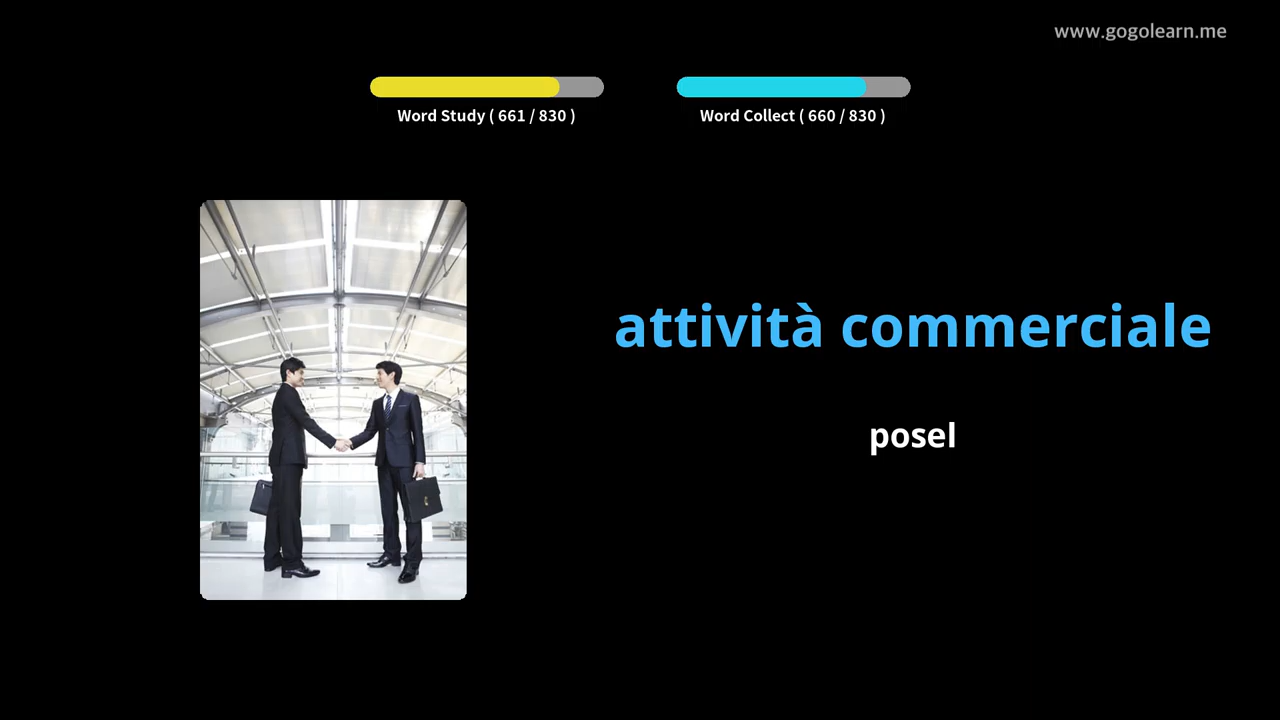 www.gogolearn.me
Word Study ( 661 / 830 )
Word Collect ( 660 / 830 )
attività commerciale
posel